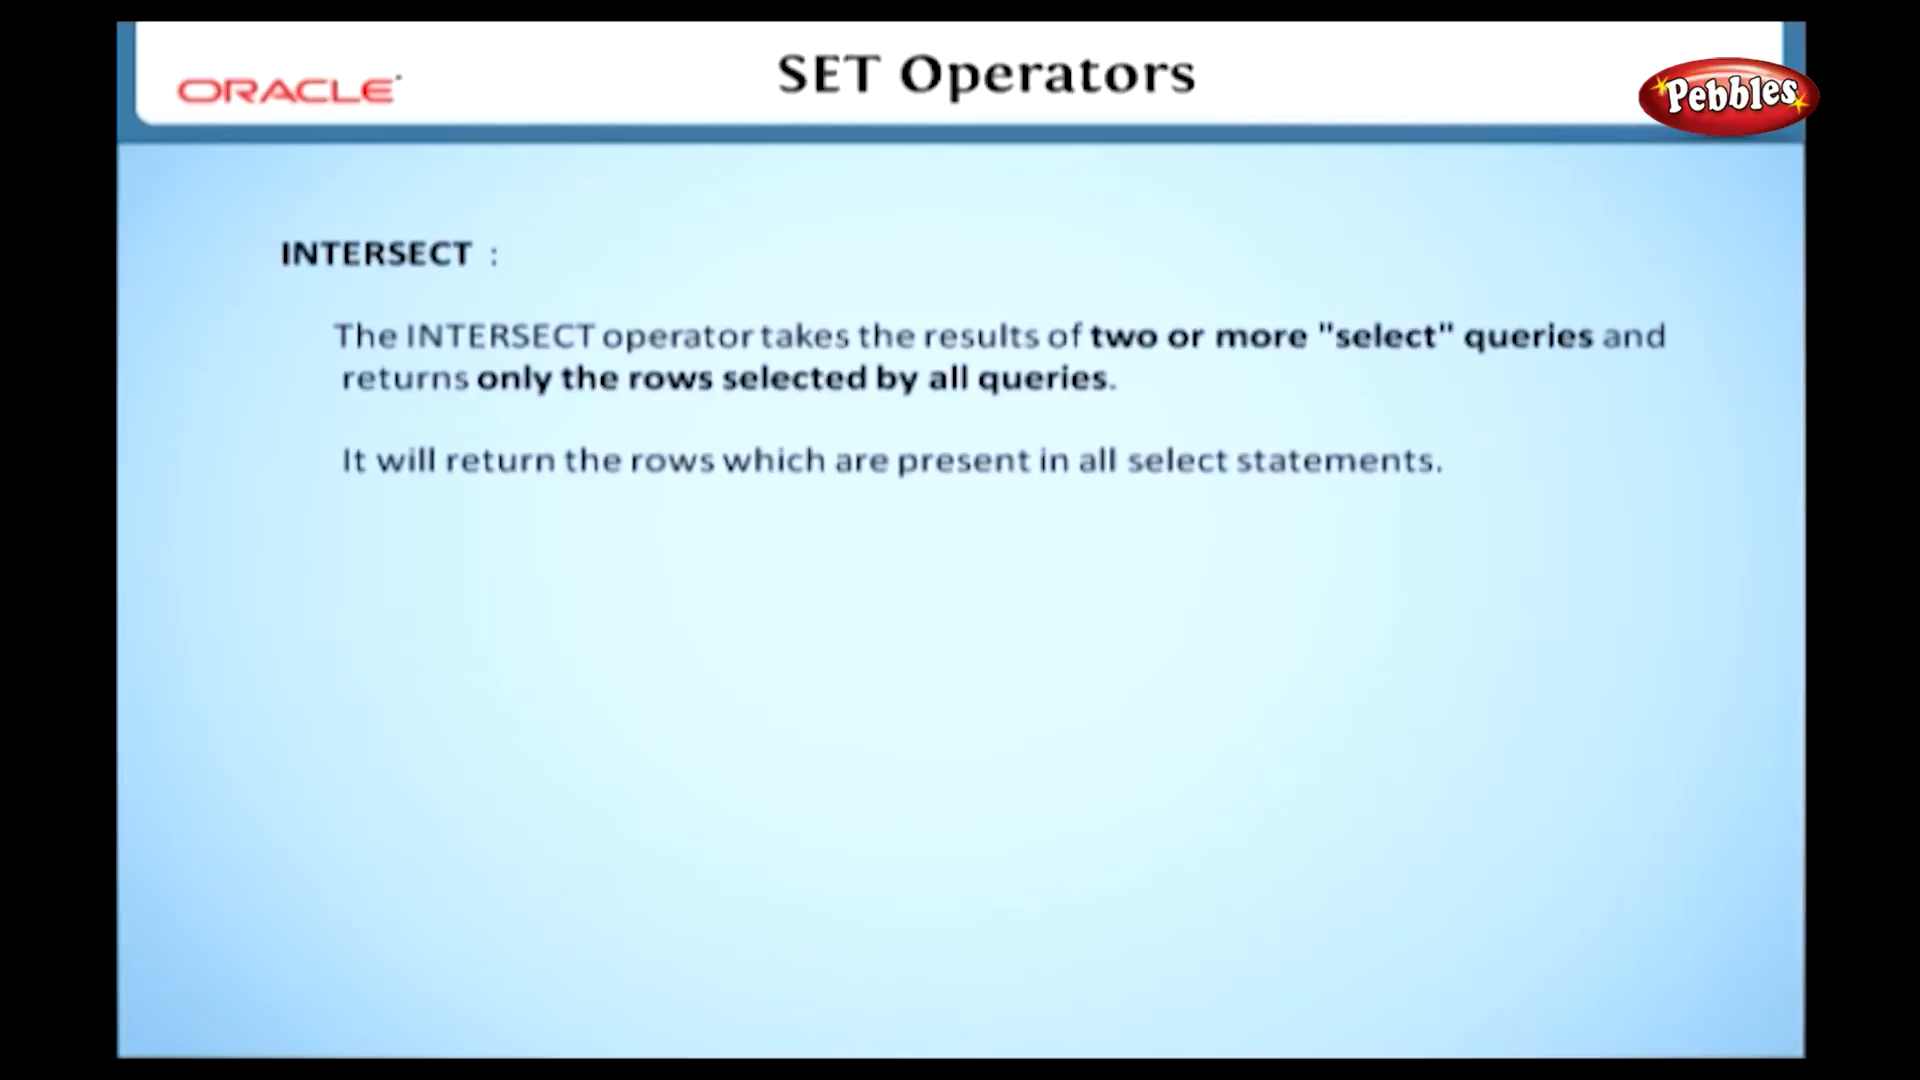 SET Operators
ORACLE
Pebbles
INTERSECT :
The INTERSECT operator takes the results of two or more "select" queries and
returns only the rows selected by all queries.
It will return the rows which are present in all select statements.